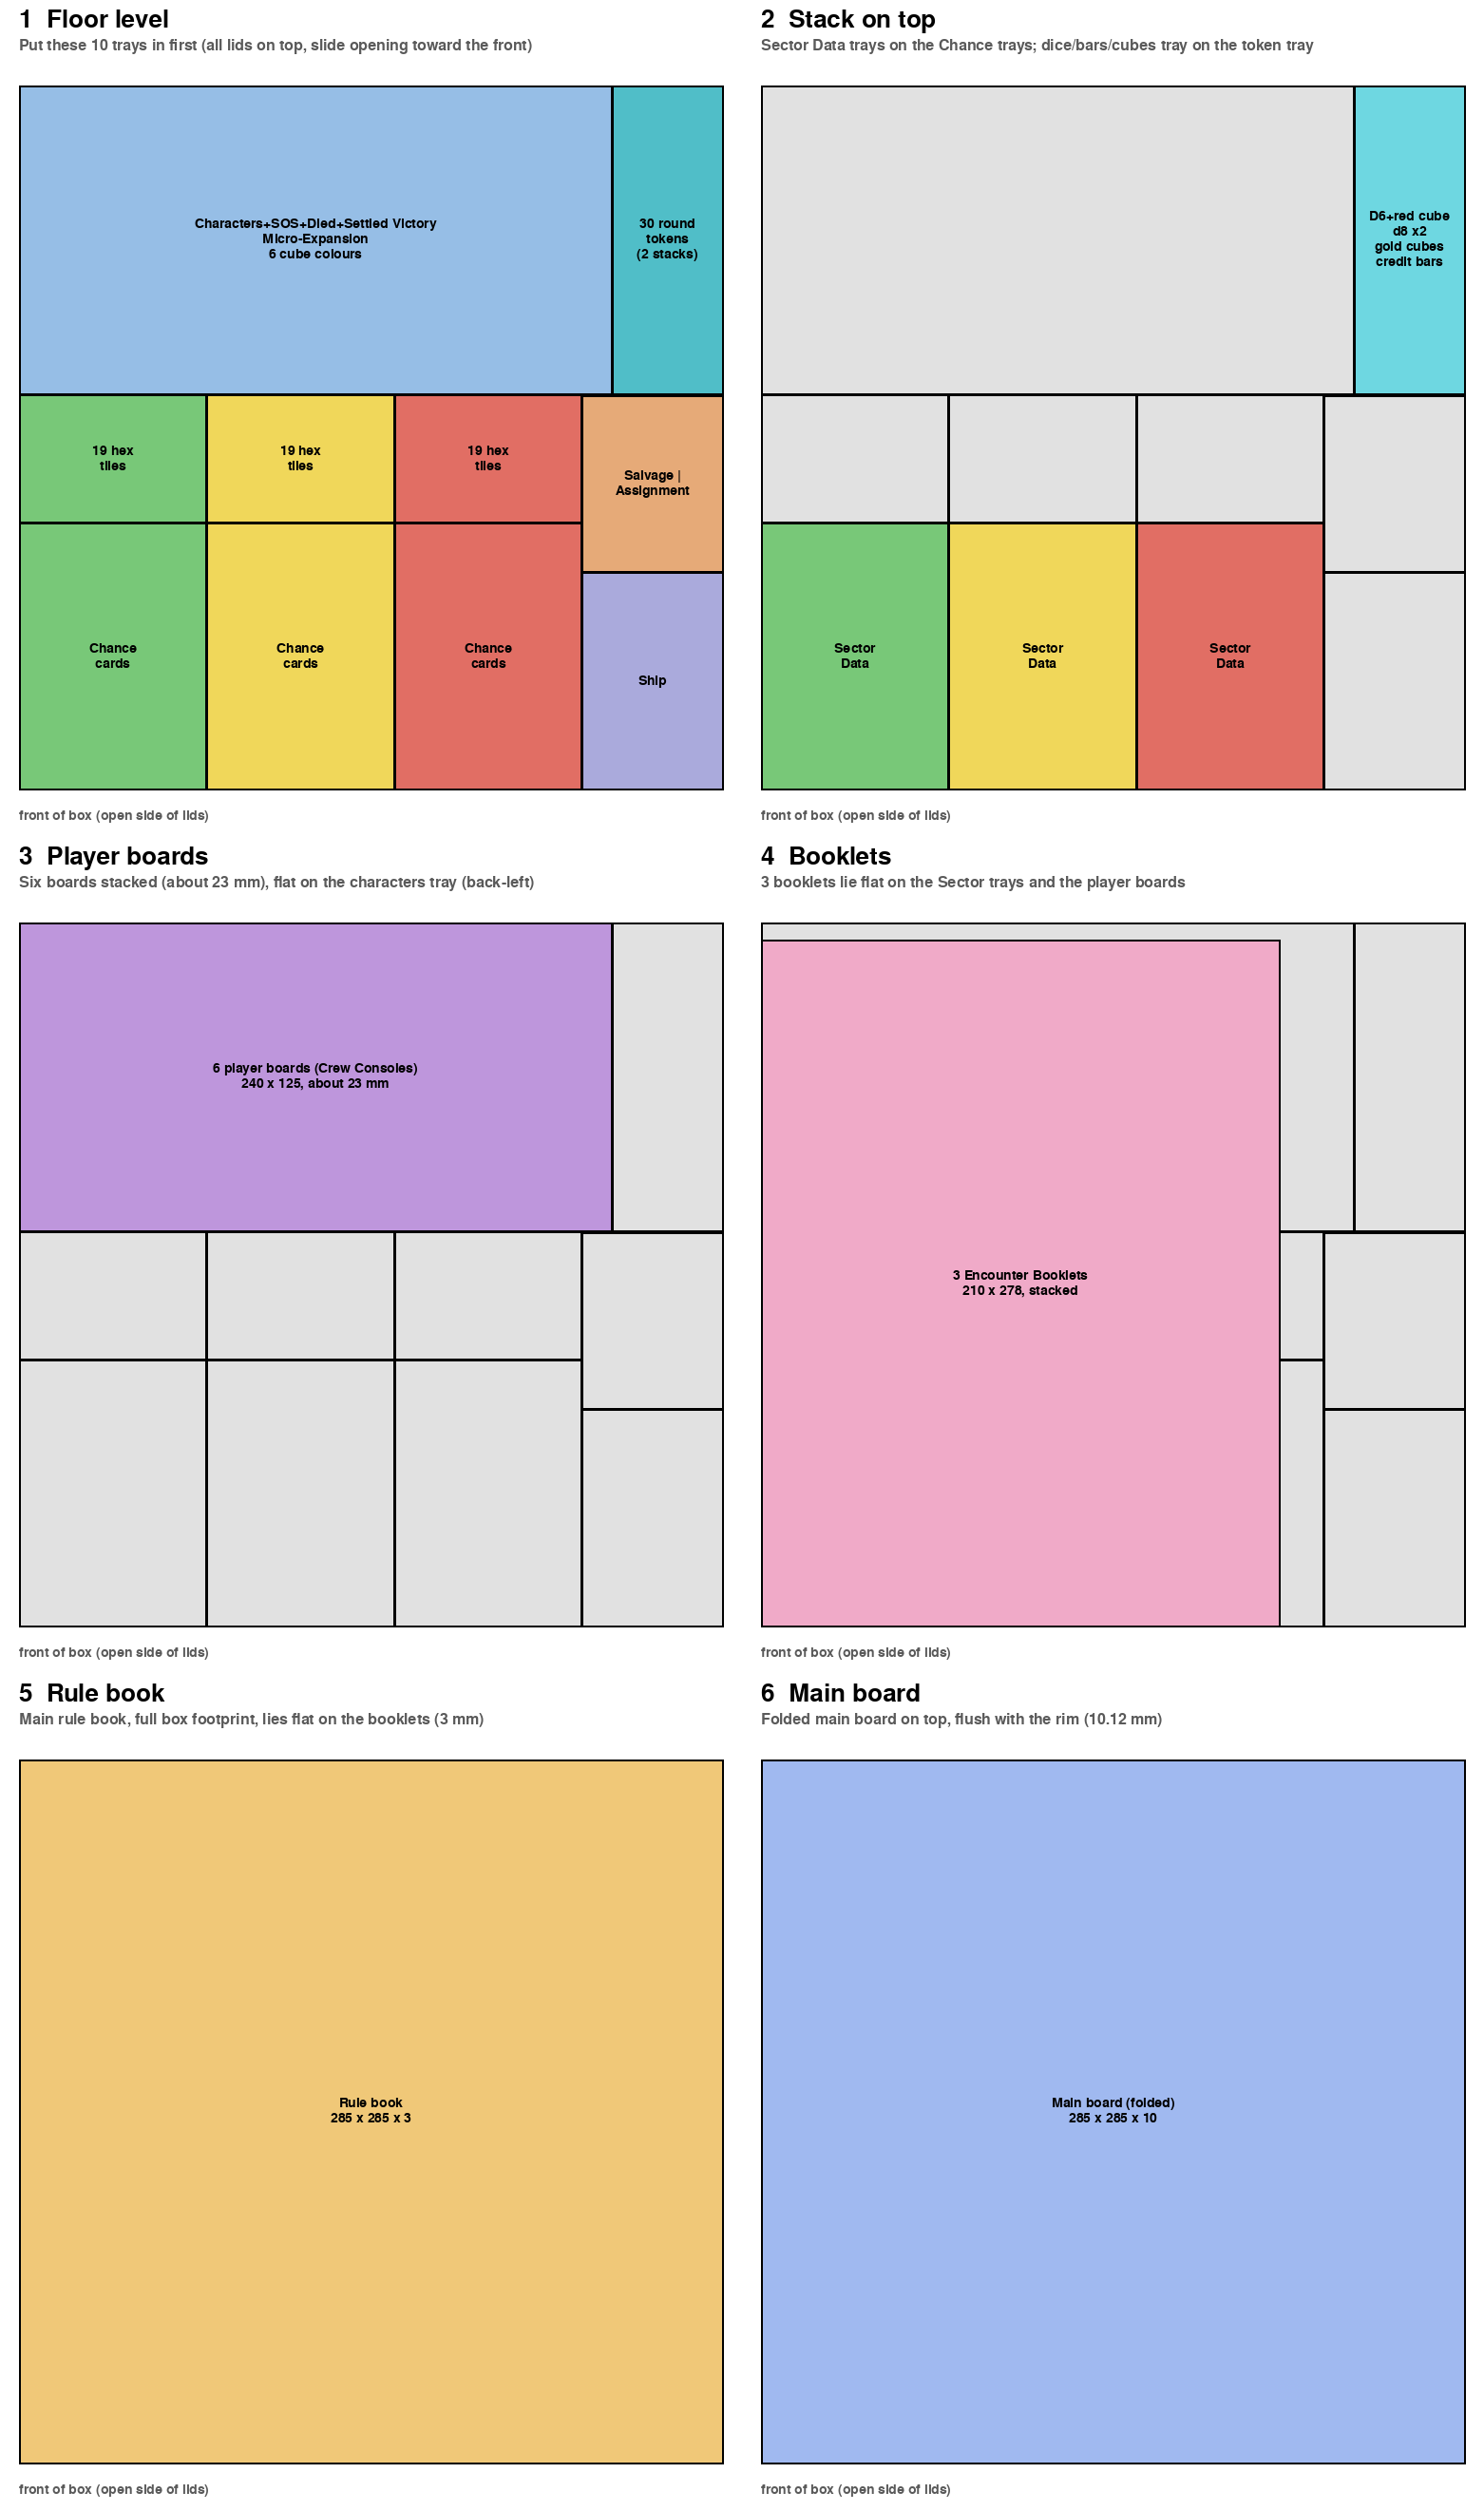 1 Floor level
Put these 10 trays in first (all lids on top, slide opening toward the front)
Characters+SOS+Died+Settled Victory
Micro-Expansion
6 cube colours
30 round
tokens
(2 stacks)
19 hex
tiles
19 hex
tiles
19 hex
tiles
Salvage |
Assignment
Chance
cards
Chance
cards
Chance
cards
Ship
front of box (open side of lids)
2 Stack on top
Sector Data trays on the Chance trays; dice/bars/cubes tray on the token tray
D6+red cube
d8 x2
gold cubes
credit bars
Sector
Data
Sector
Data
Sector
Data
front of box (open side of lids)
3 Player boards
Six boards stacked (about 23 mm), flat on the characters tray (back-left)
6 player boards (Crew Consoles)
240 x 125, about 23 mm
front of box (open side of lids)
4 Booklets
3 booklets lie flat on the Sector trays and the player boards
3 Encounter Booklets
210 x 278, stacked
front of box (open side of lids)
5 Rule book
Main rule book, full box footprint, lies flat on the booklets (3 mm)
Rule book
285 x 285 x 3
front of box (open side of lids)
6 Main board
Folded main board on top, flush with the rim (10.12 mm)
Main board (folded)
285 x 285 x 10
front of box (open side of lids)